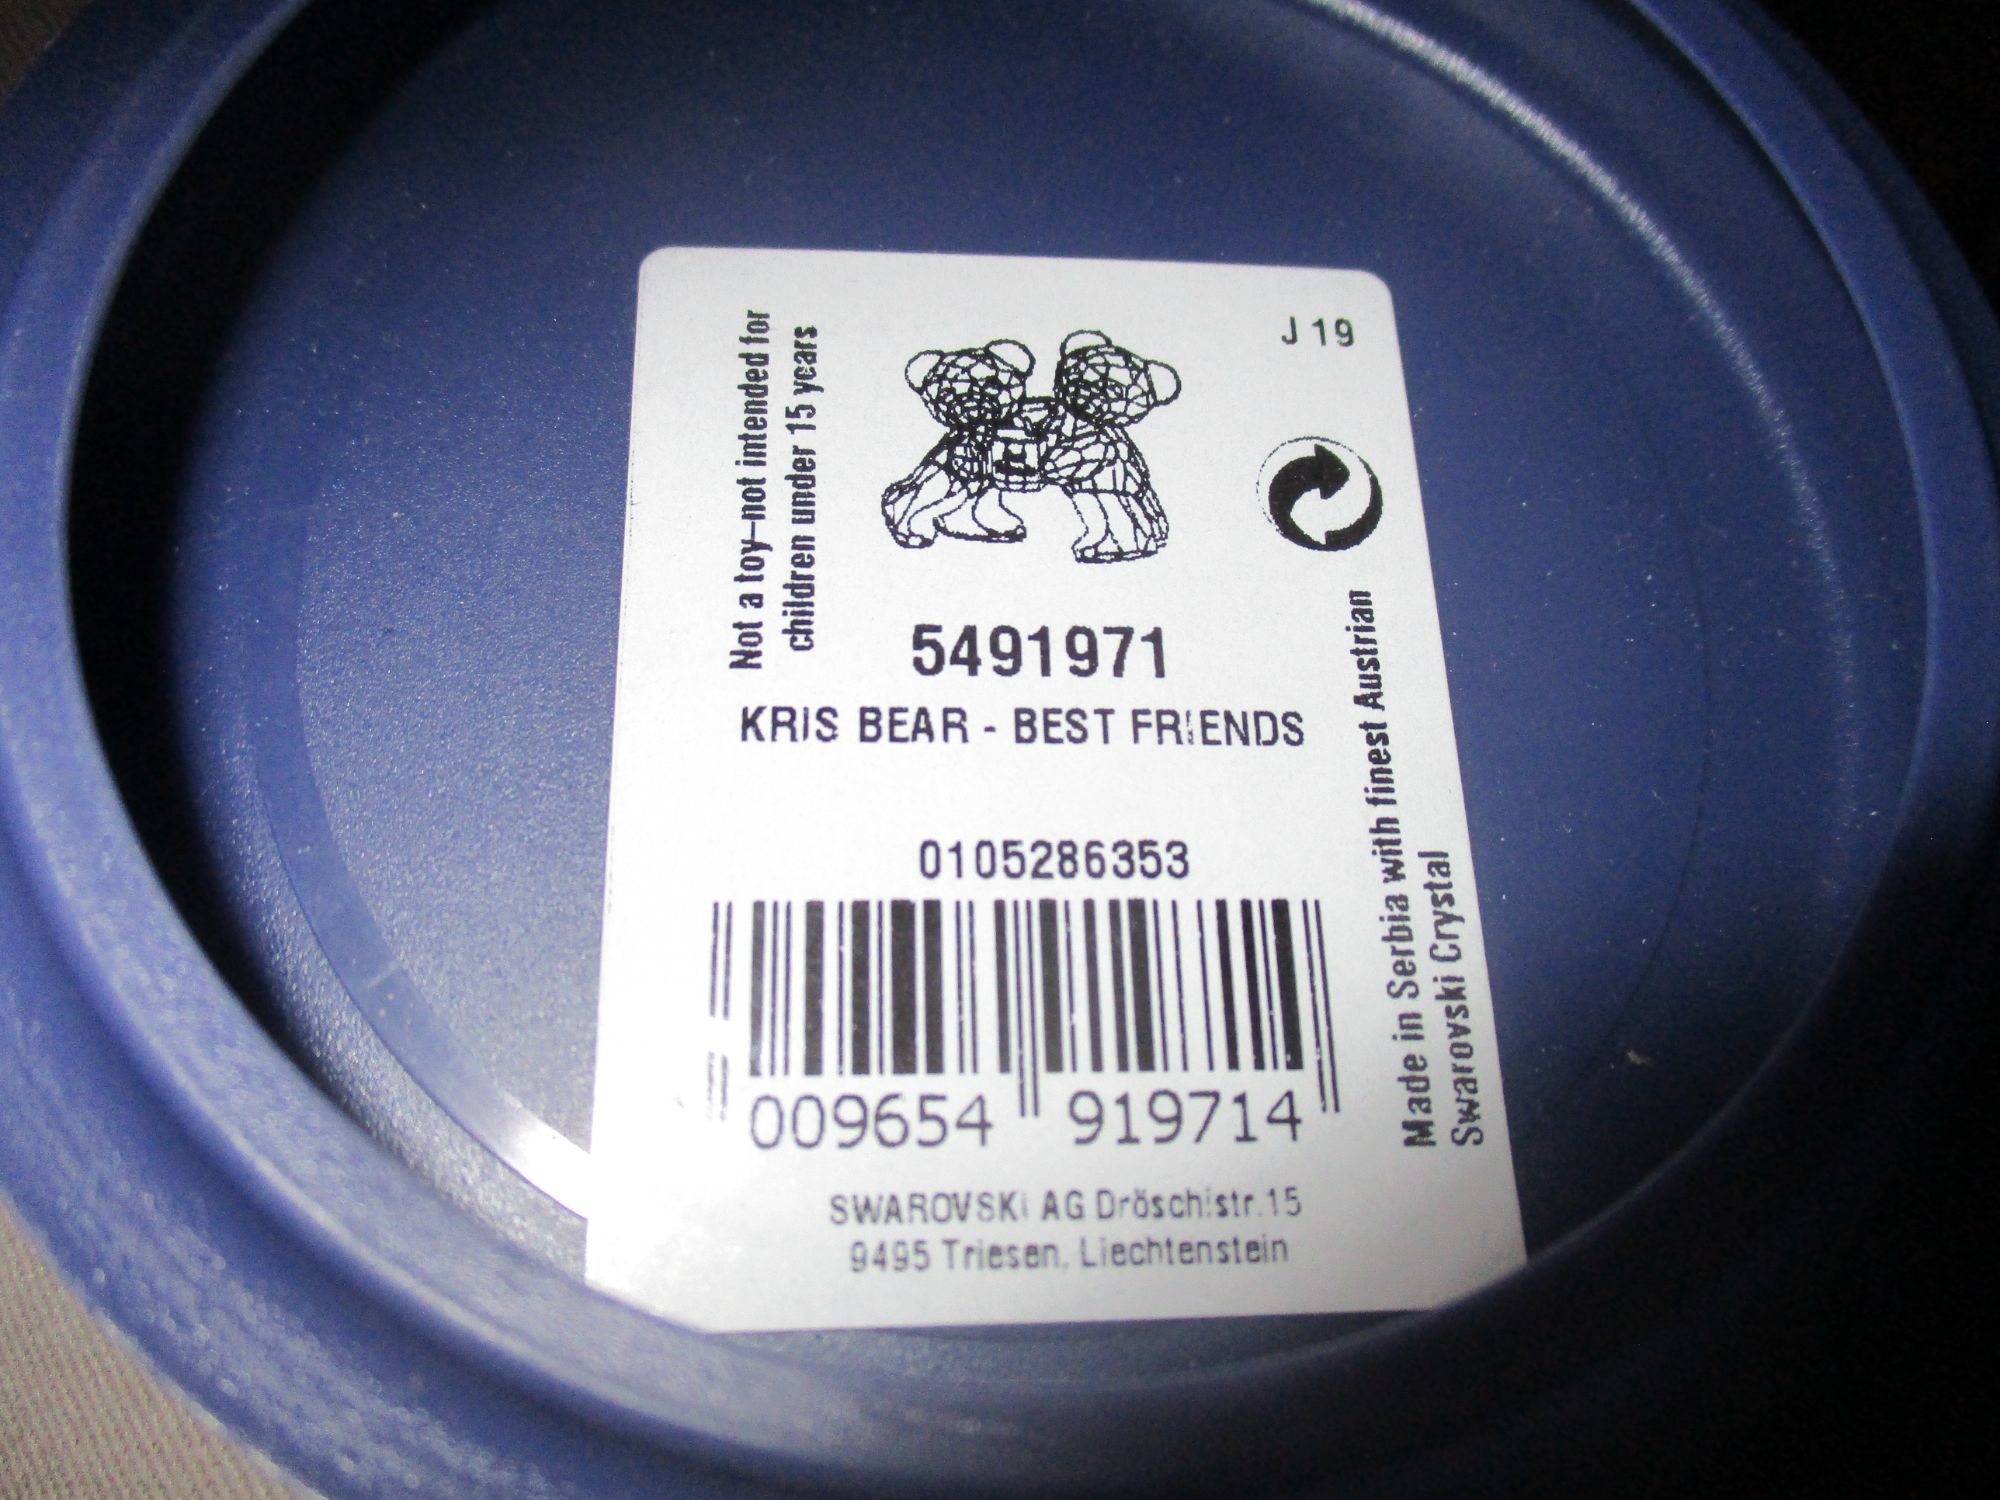 J 19
Not a toy–not intended for
children under 15 years
5491971
KRIS BEAR - BEST FRIENDS
0105286353
009654 919714
Made in Serbia with finest Austrian
Swarovski Crystal
SWAROVSKI AG Dröschistr.15
9495 Triesen, Liechtenstein